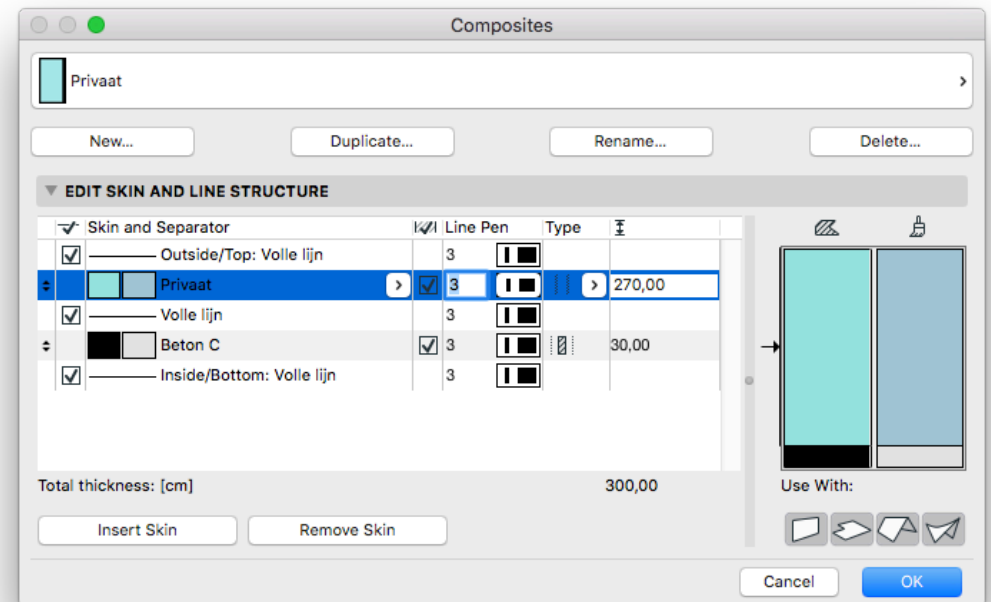 Composites
Privaat
New... Duplicate... Rename... Delete...
EDIT SKIN AND LINE STRUCTURE
Skin and Separator Line Pen Type
Outside/Top: Volle lijn 3
Privaat 3 270,00
Volle lijn 3
Beton C 3 30,00
Inside/Bottom: Volle lijn 3
Total thickness: [cm] 300,00
Use With:
Insert Skin Remove Skin
Cancel OK